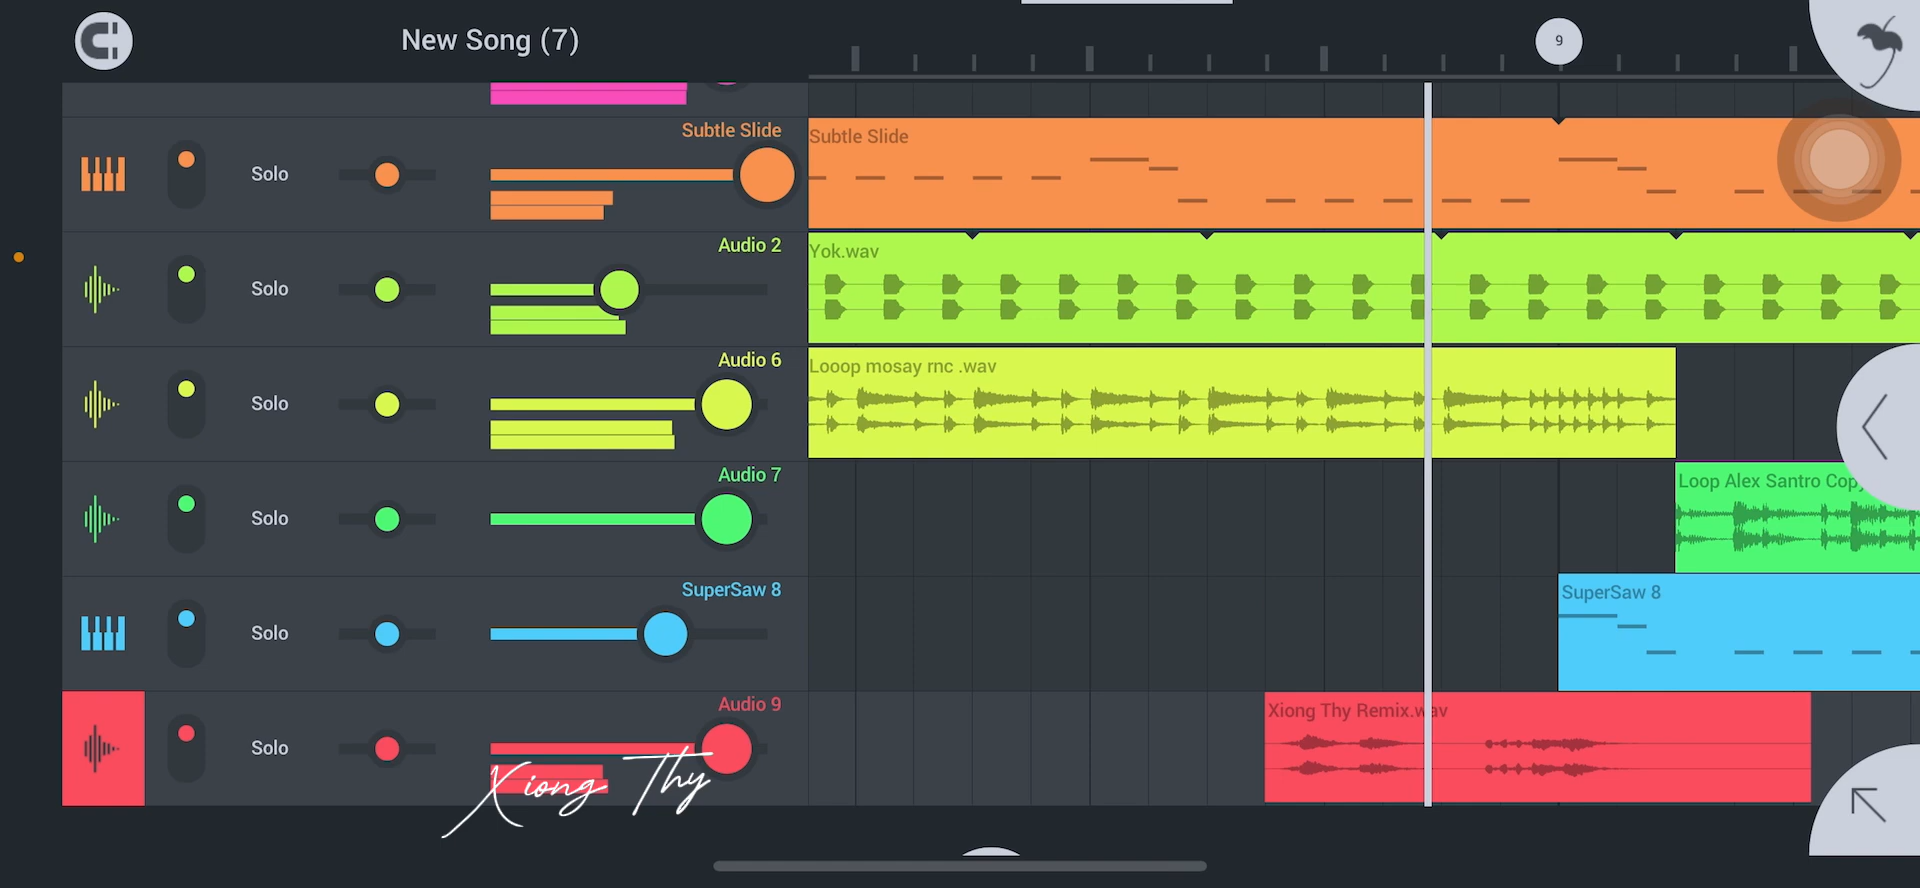 New Song (7)
9
Subtle Slide
Solo
Subtle Slide
Audio 2
Solo
Yok.wav
Audio 6
Solo
Looop mosay rnc .wav
Audio 7
Solo
Loop Alex Santro Copy
SuperSaw 8
Solo
SuperSaw 8
Audio 9
Solo
Xiong Thy Remix.wav
Xiong Thy